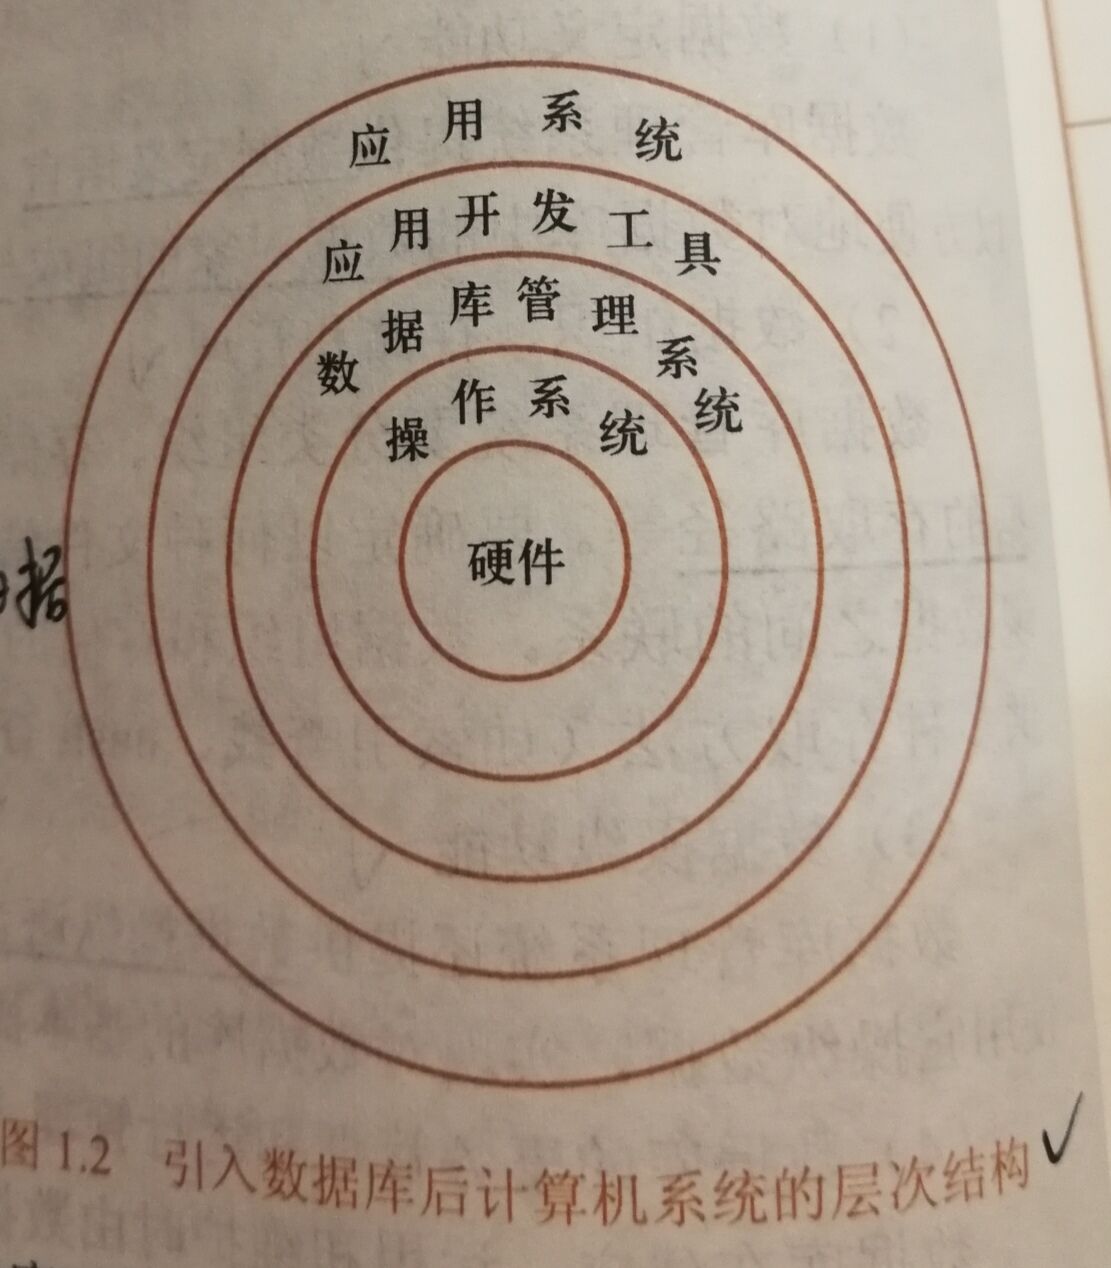 应用系统
应用开发工具
数据库管理系统
操作系统
硬件
据
图1.2 引入数据库后计算机系统的层次结构